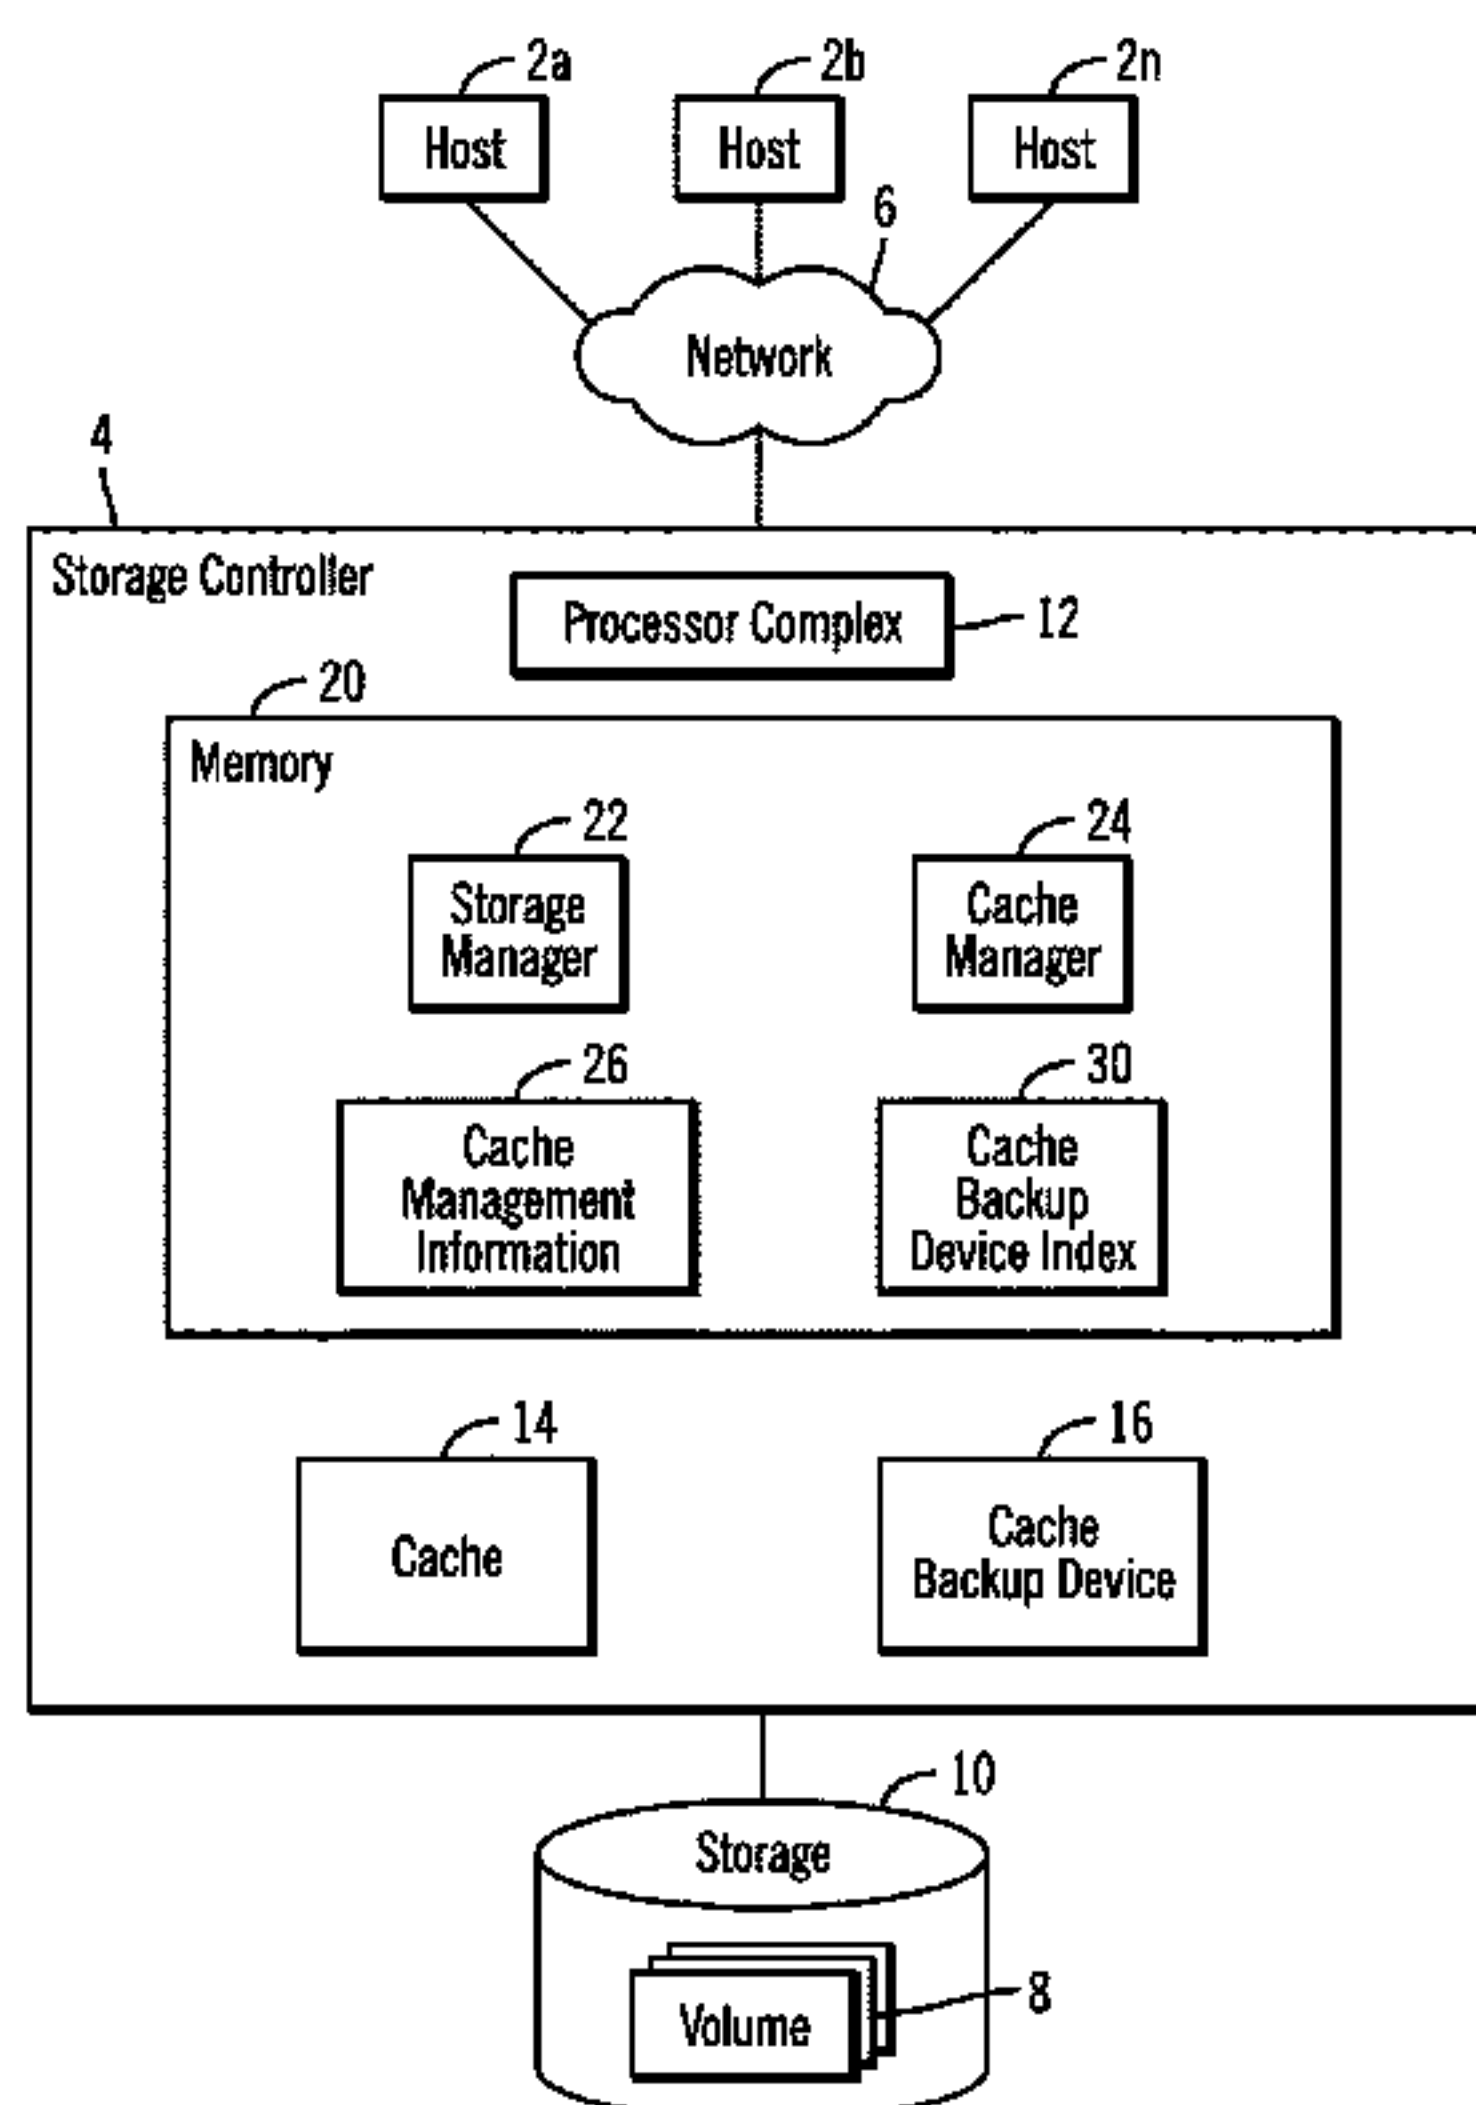 2a
2b
2n
Host
Host
Host
6
Network
4
Storage Controller
Processor Complex
12
20
Memory
22
24
Storage
Manager
Cache
Manager
26
30
Cache
Management
Information
Cache
Backup
Device Index
14
16
Cache
Cache
Backup Device
10
Storage
Volume
8